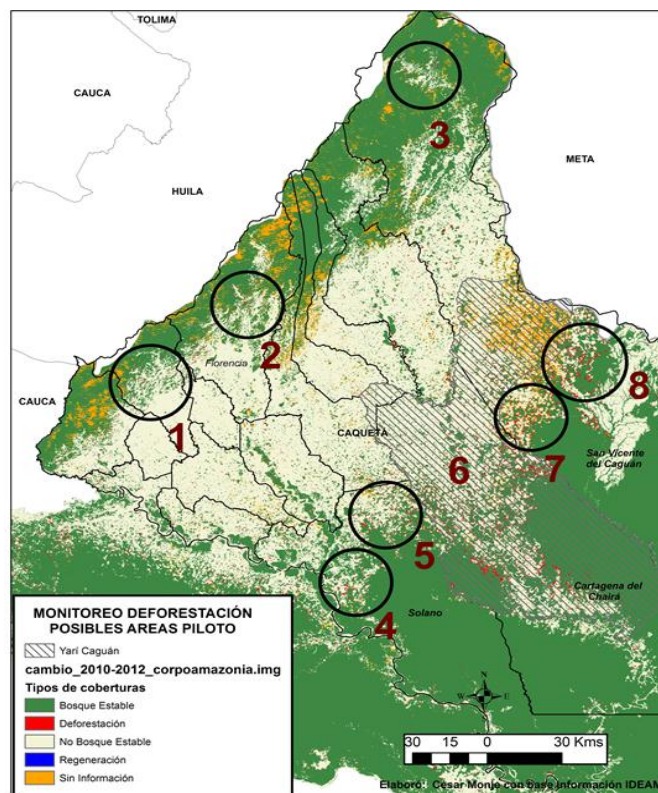 TOLIMA
CAUCA
HUILA
META
3
2
Florencia
CAUCA
1
8
CAQUETÁ
San Vicente
del Caguán
6
7
5
Cartagena del
Chairá
4
Solano
MONITOREO DEFORESTACIÓN
POSIBLES AREAS PILOTO
Yarí Caguán
cambio_2010-2012_corpoamazonia.img
Tipos de coberturas
Bosque Estable
Deforestación
No Bosque Estable
Regeneración
Sin Información
N
W E
S
30 15 0 30 Kms
Elaboró: César Monje con base Información IDEAM